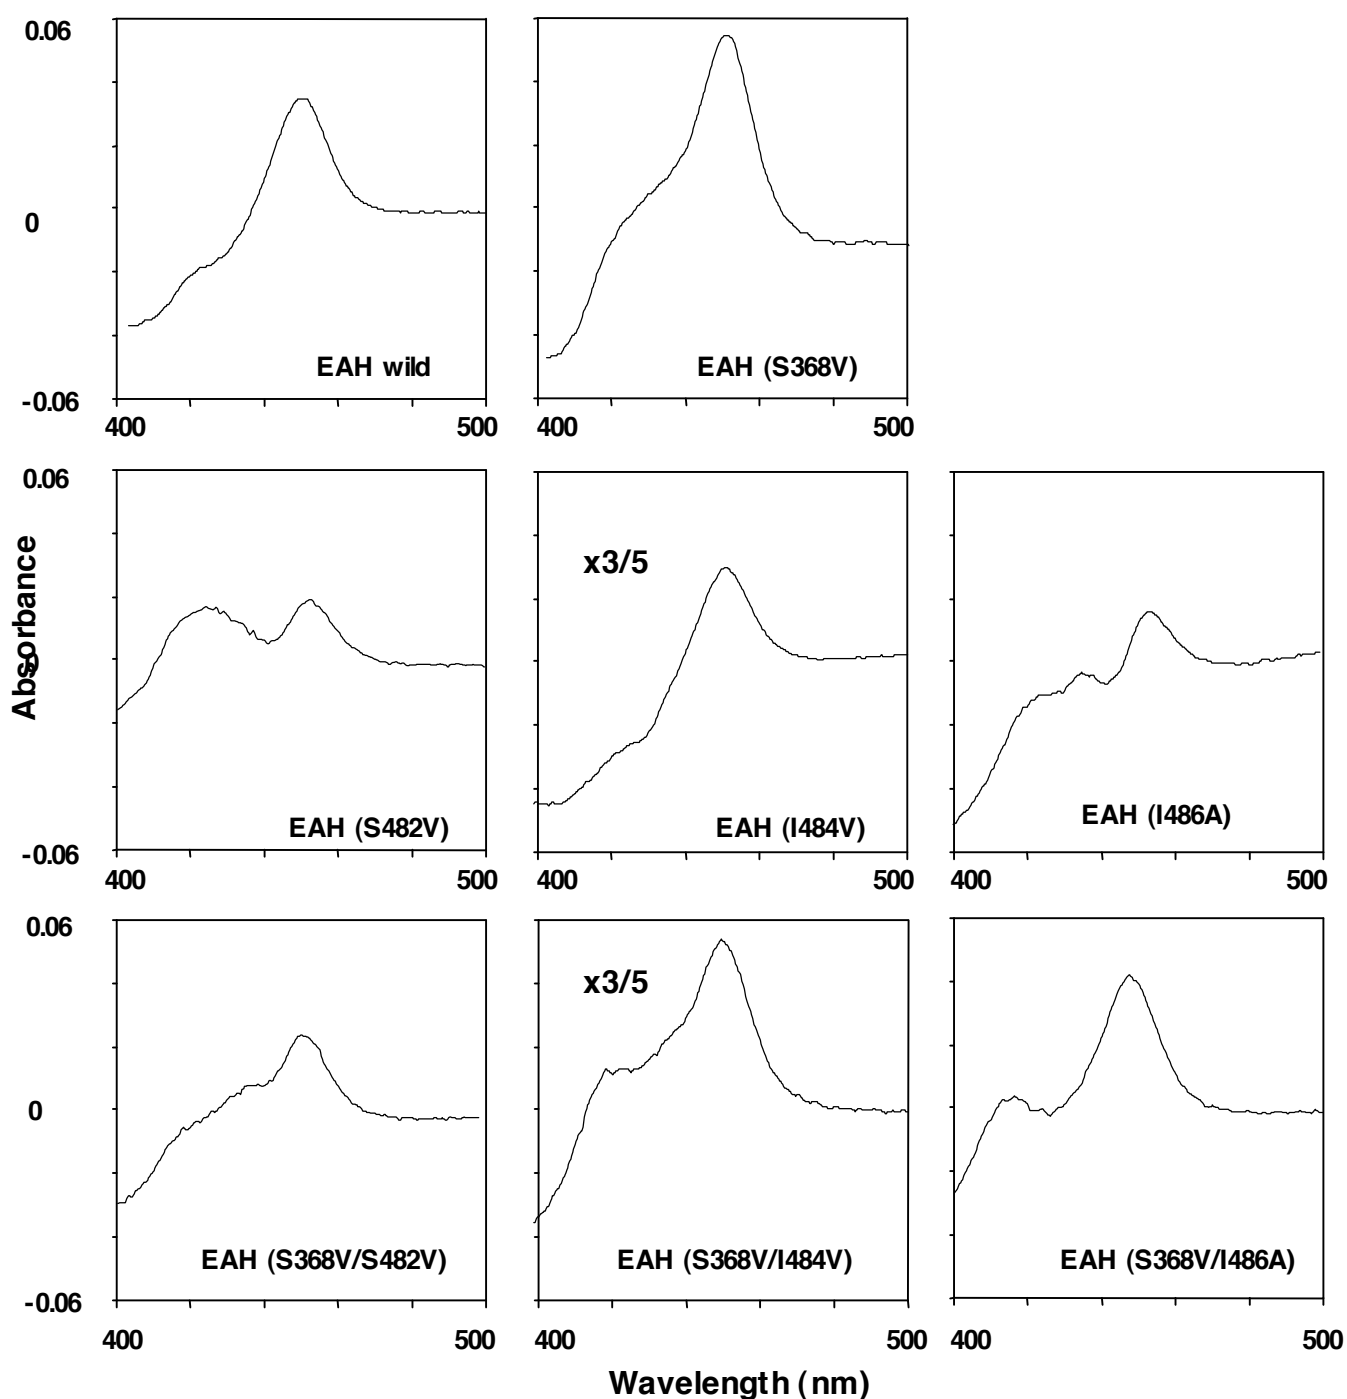 0.06
0
-0.06
400 500
EAH wild
400 500
EAH (S368V)
Absorbance
0.06
0
-0.06
400 500
EAH (S482V)
x3/5
400 500
EAH (I484V)
400 500
EAH (I486A)
0.06
0
-0.06
400 500
EAH (S368V/S482V)
x3/5
400 500
EAH (S368V/I484V)
400 500
EAH (S368V/I486A)
Wavelength (nm)